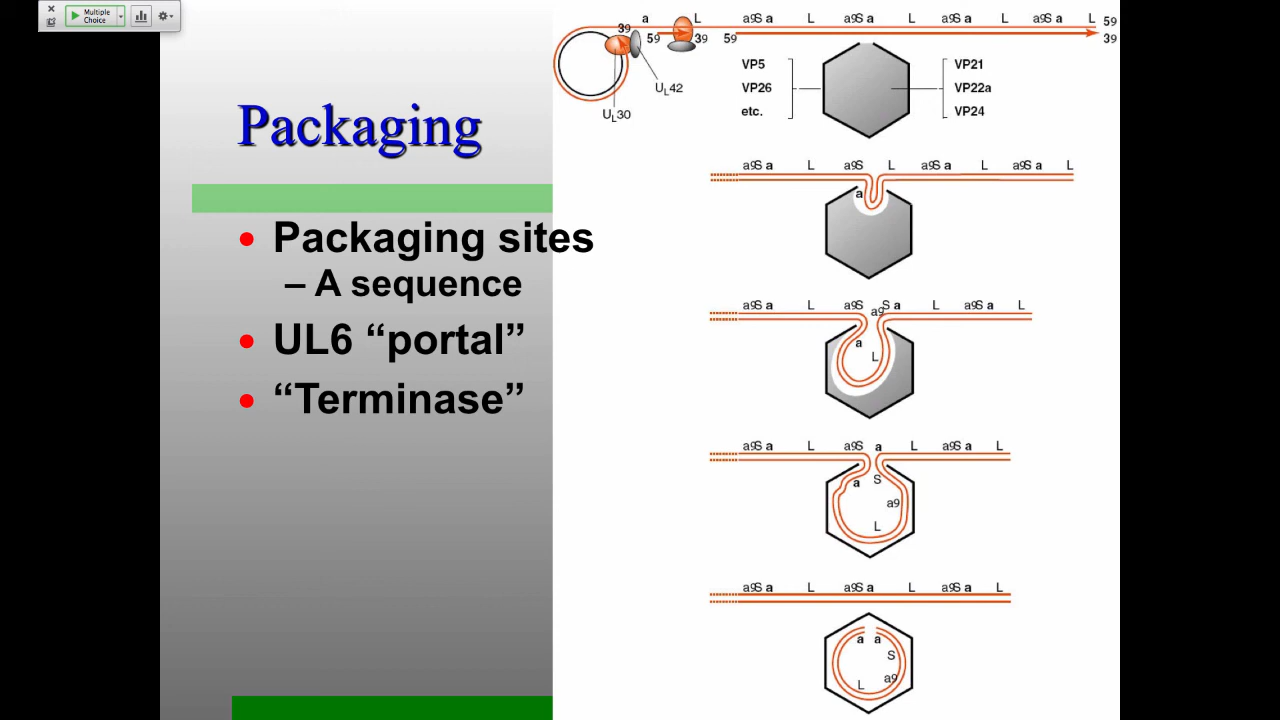 Multiple
Choice
Packaging
• Packaging sites
– A sequence
• UL6 “portal”
• “Terminase”
a L a9S a L a9S a L a9S a L a9S a L 59
39 59 39 59 39
UL42
UL30
VP5 VP21
VP26 VP22a
etc. VP24
a9S a L a9S L a9S a L a9S a L
a
a9S a L a9S a9S a L a9S a L
a
L
a9S a L a9S a L a9S a L
a S
a9
L
a9S a L a9S a L a9S a L
a a
S
a9
L